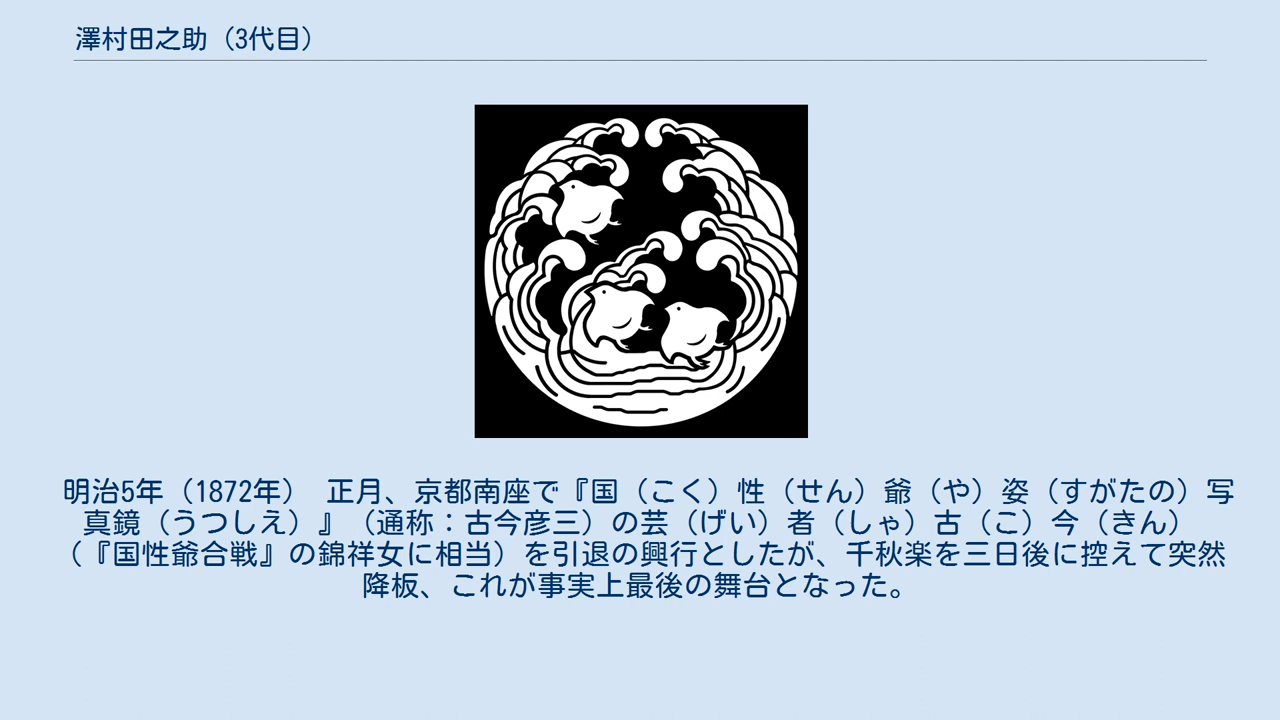 澤村田之助（3代目）
明治5年（1872年）　正月、京都南座で『国（こく）性（せん）爺（や）姿（すがたの）写
真鏡（うつしえ）』（通称：古今彦三）の芸（げい）者（しゃ）古（こ）今（きん）
（『国性爺合戦』の錦祥女に相当）を引退の興行としたが、千秋楽を三日後に控えて突然
降板、これが事実上最後の舞台となった。